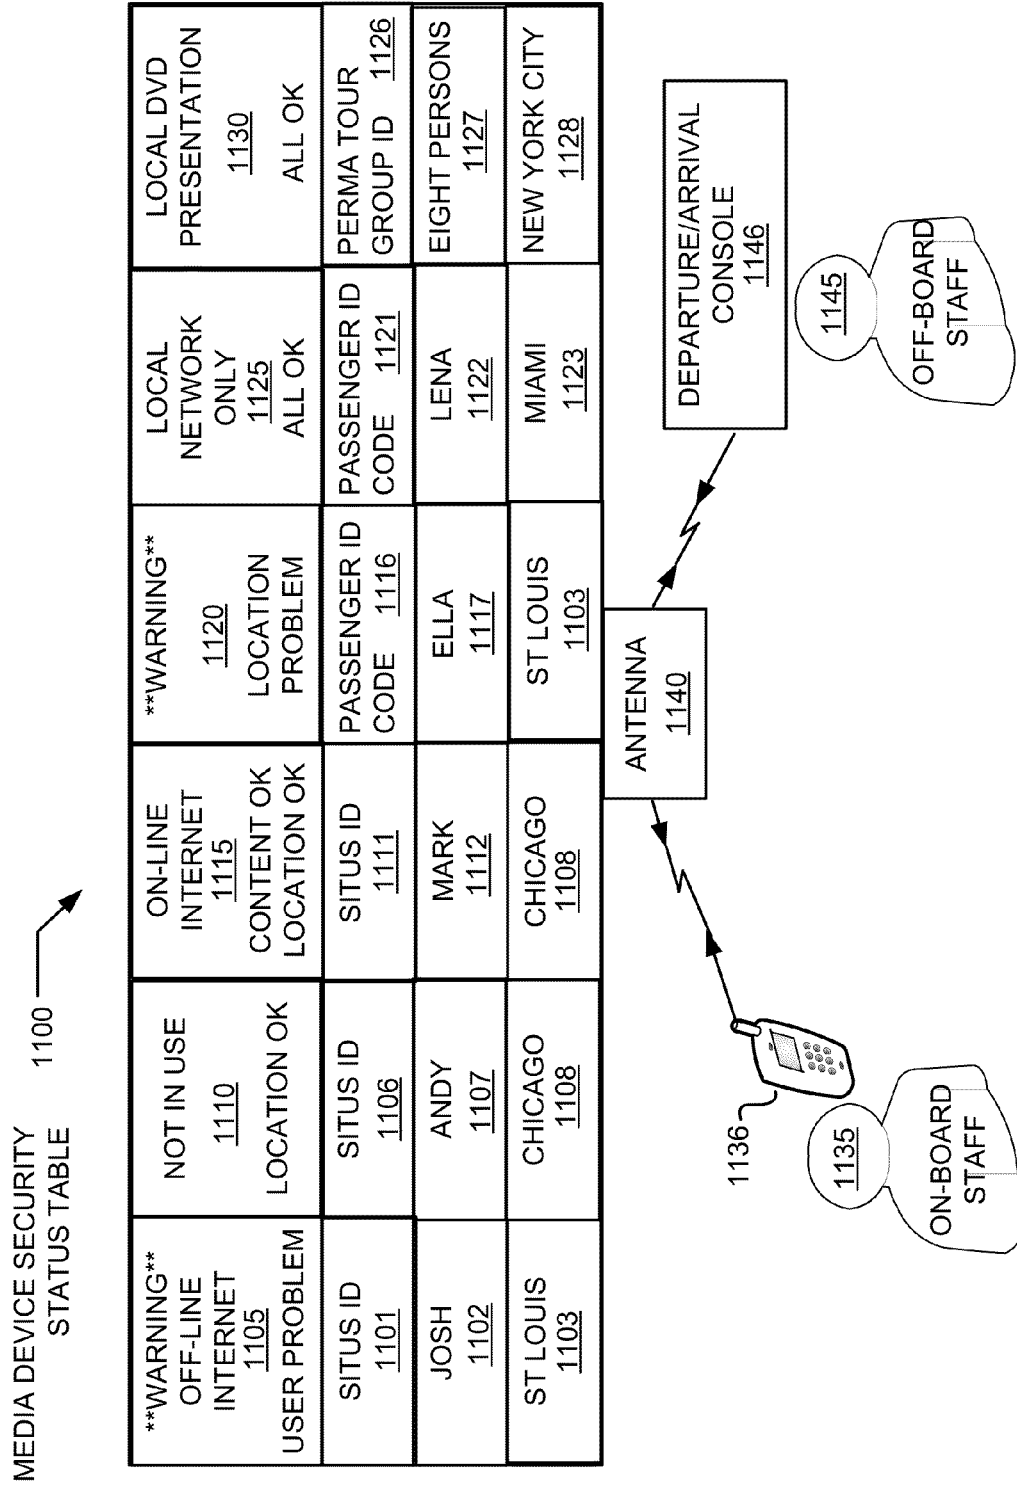 MEDIA DEVICE SECURITY
STATUS TABLE
1100
**WARNING**
OFF-LINE
INTERNET
1105
USER PROBLEM
NOT IN USE
1110
LOCATION OK
ON-LINE
INTERNET
1115
CONTENT OK
LOCATION OK
**WARNING**
1120
LOCATION
PROBLEM
LOCAL
NETWORK
ONLY
1125
ALL OK
LOCAL DVD
PRESENTATION
1130
ALL OK
SITUS ID
1101
SITUS ID
1106
SITUS ID
1111
PASSENGER ID
CODE 1116
PASSENGER ID
CODE 1121
PERMA TOUR
GROUP ID 1126
JOSH
1102
ANDY
1107
MARK
1112
ELLA
1117
LENA
1122
EIGHT PERSONS
1127
ST LOUIS
1103
CHICAGO
1108
CHICAGO
1108
ST LOUIS
1103
MIAMI
1123
NEW YORK CITY
1128
ANTENNA
1140
DEPARTURE/ARRIVAL
CONSOLE
1146
1136
1135
ON-BOARD
STAFF
1145
OFF-BOARD
STAFF